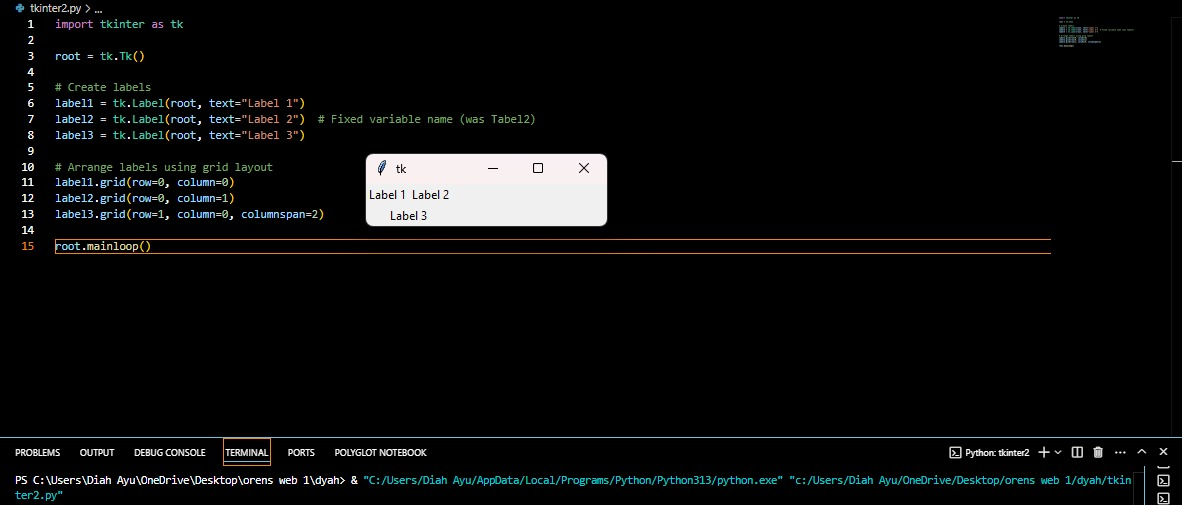 tkinter2.py > ...
1 import tkinter as tk
2
3 root = tk.Tk()
4
5 # Create labels
6 label1 = tk.Label(root, text="Label 1")
7 label2 = tk.Label(root, text="Label 2")  # Fixed variable name (was Tabel2)
8 label3 = tk.Label(root, text="Label 3")
9
10 # Arrange labels using grid layout
11 label1.grid(row=0, column=0)
12 label2.grid(row=0, column=1)
13 label3.grid(row=1, column=0, columnspan=2)
14
15 root.mainloop()
tk
Label 1 Label 2
Label 3
PROBLEMS OUTPUT DEBUG CONSOLE TERMINAL PORTS POLYGLOT NOTEBOOK Python: tkinter2
PS C:\Users\Diah Ayu\OneDrive\Desktop\orens web 1\dyah> & "C:/Users/Diah Ayu/AppData/Local/Programs/Python/Python313/python.exe" "c:/Users/Diah Ayu/OneDrive/Desktop/orens web 1/dyah/tkin
ter2.py"